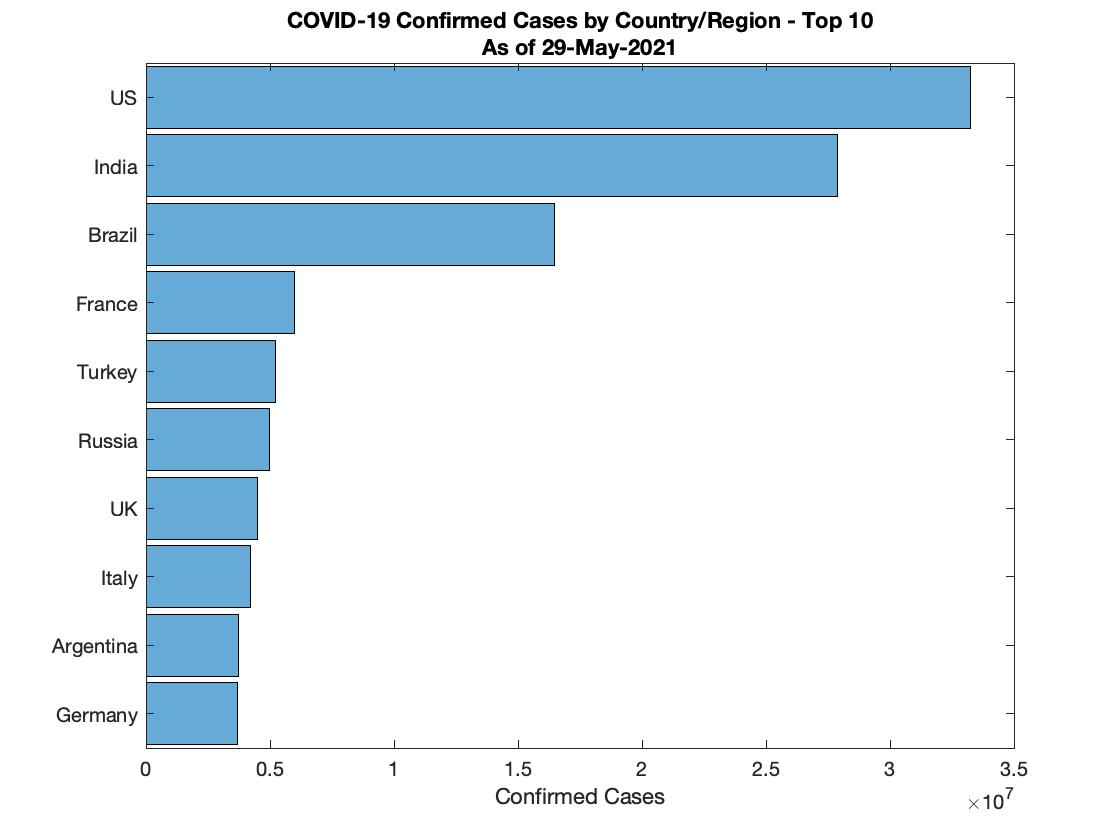 COVID-19 Confirmed Cases by Country/Region - Top 10
As of 29-May-2021
US
India
Brazil
France
Turkey
Russia
UK
Italy
Argentina
Germany
0 0.5 1 1.5 2 2.5 3 3.5
Confirmed Cases
×10⁷